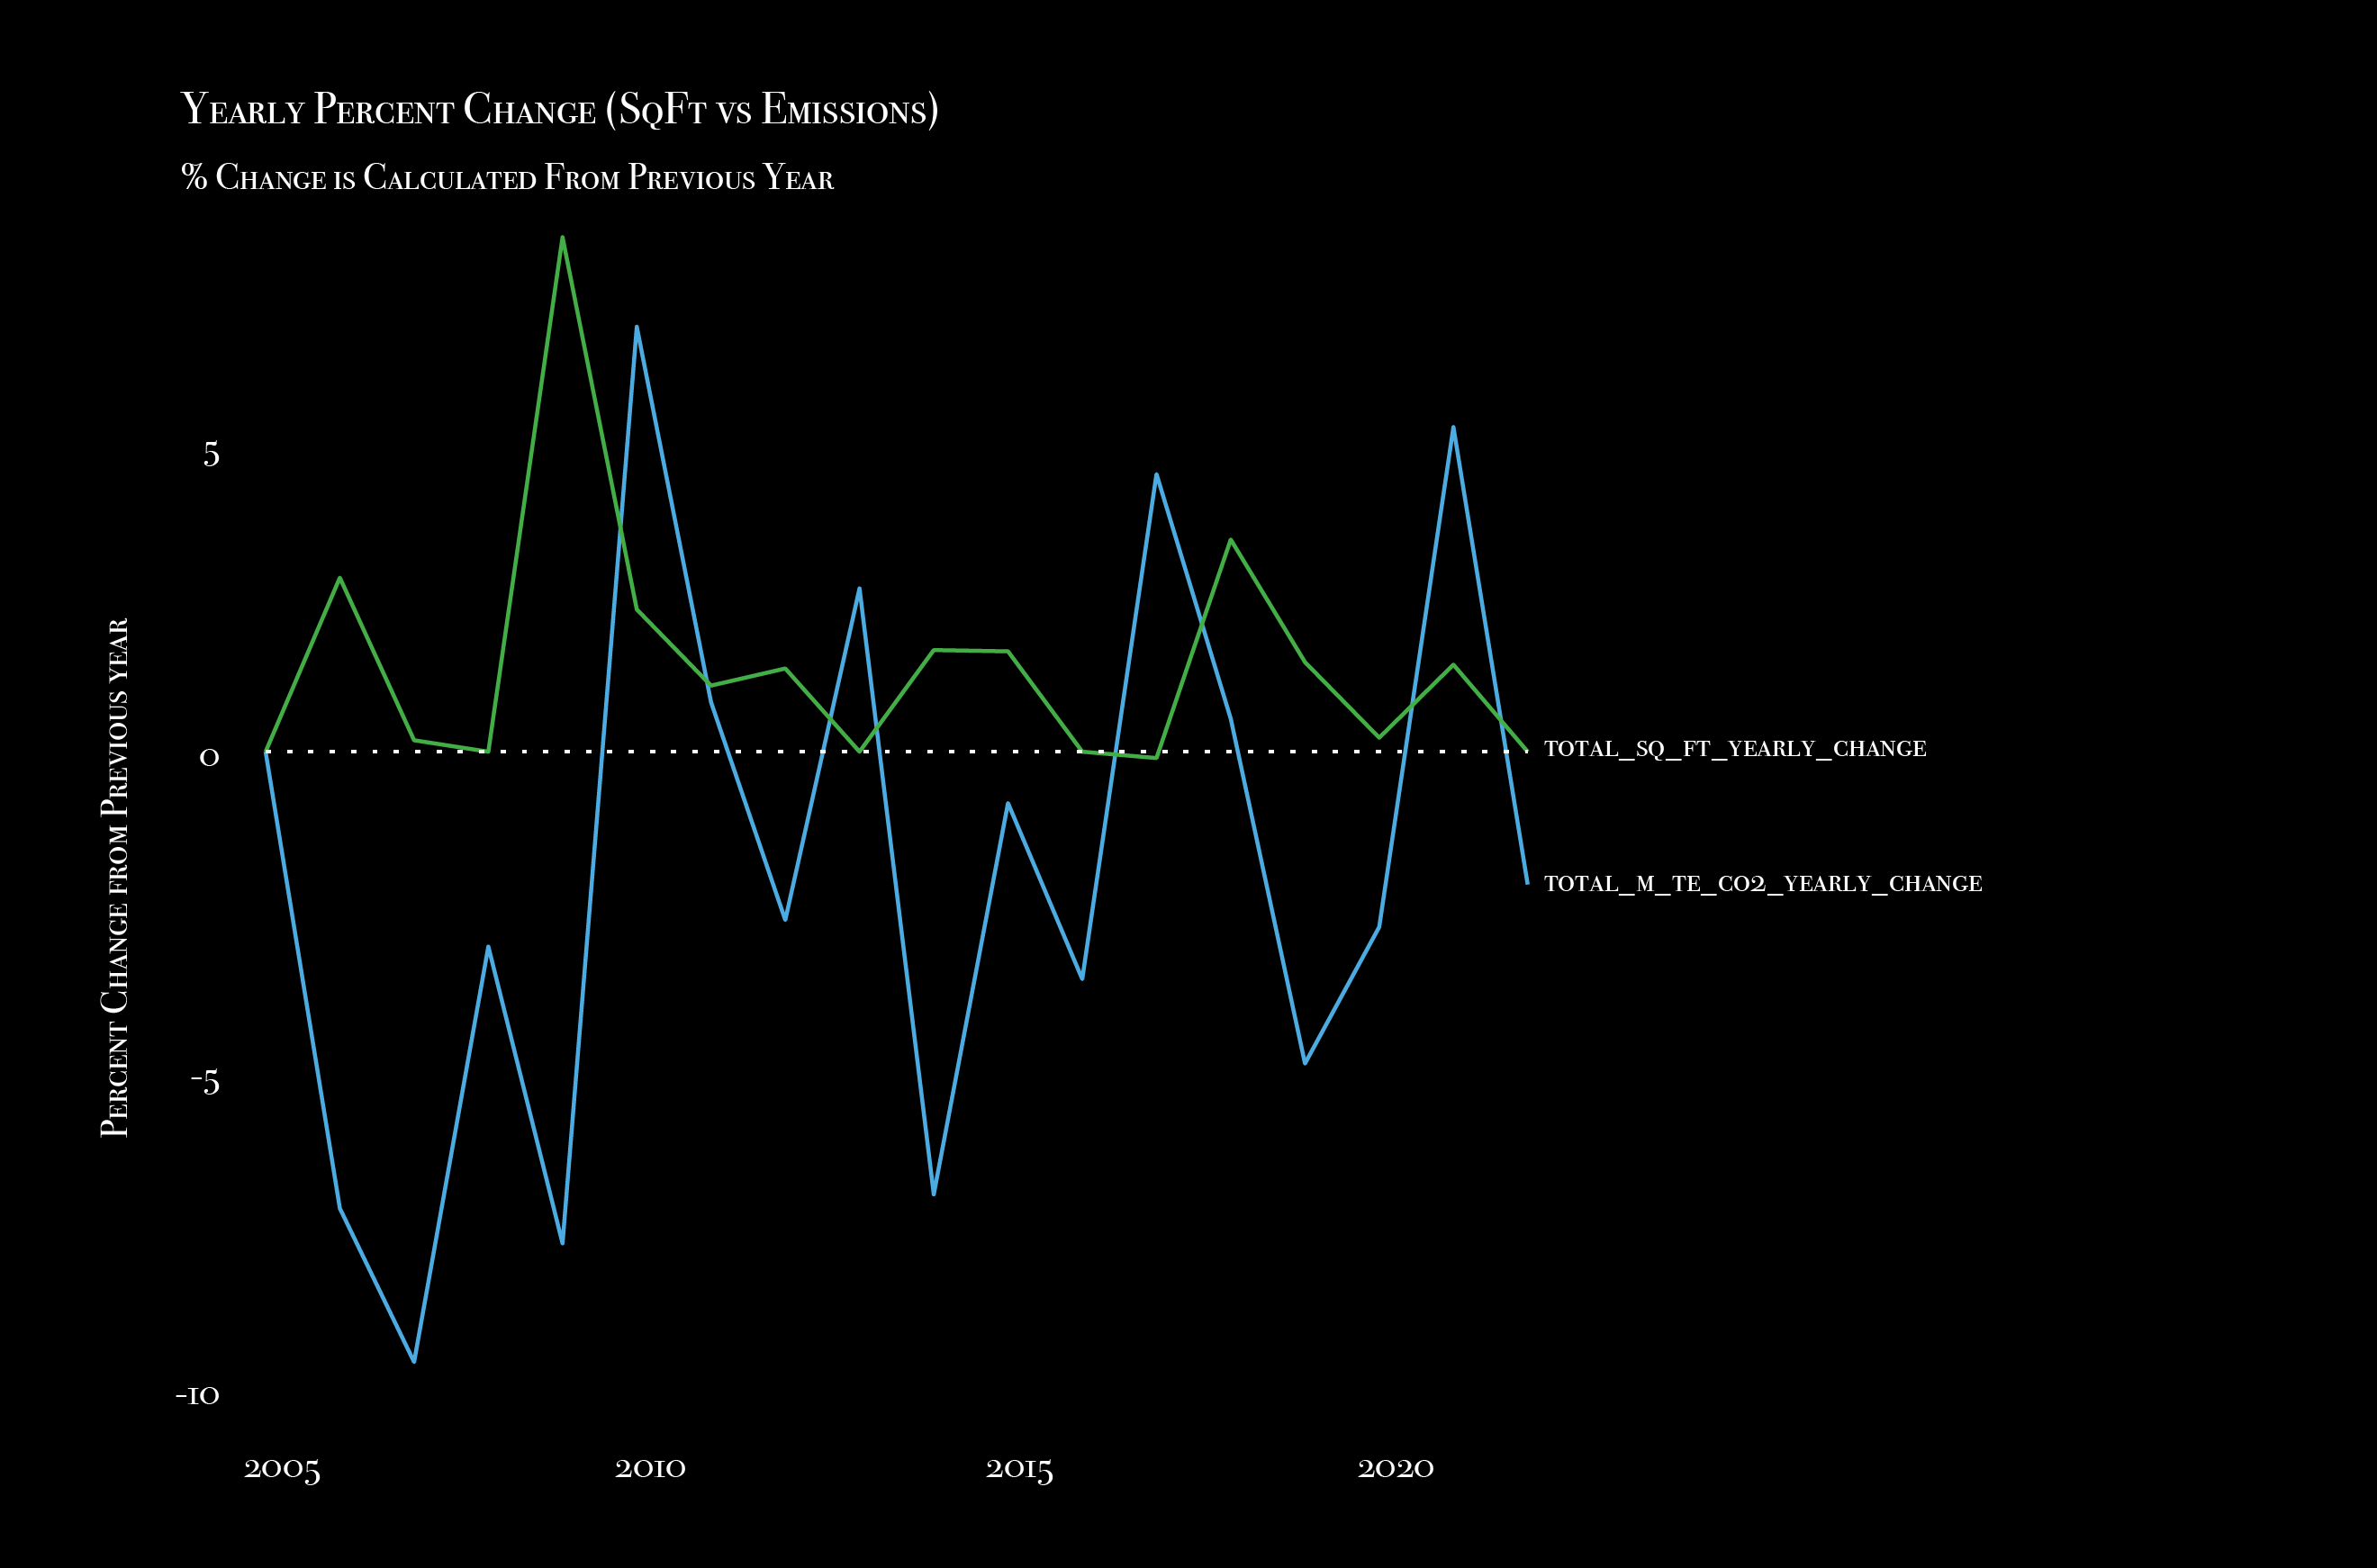 Yearly Percent Change (SqFt vs Emissions)
% Change is Calculated From Previous Year
Percent Change from Previous year
5
0
-5
-10
total_sq_ft_yearly_change
total_m_te_co2_yearly_change
2005
2010
2015
2020